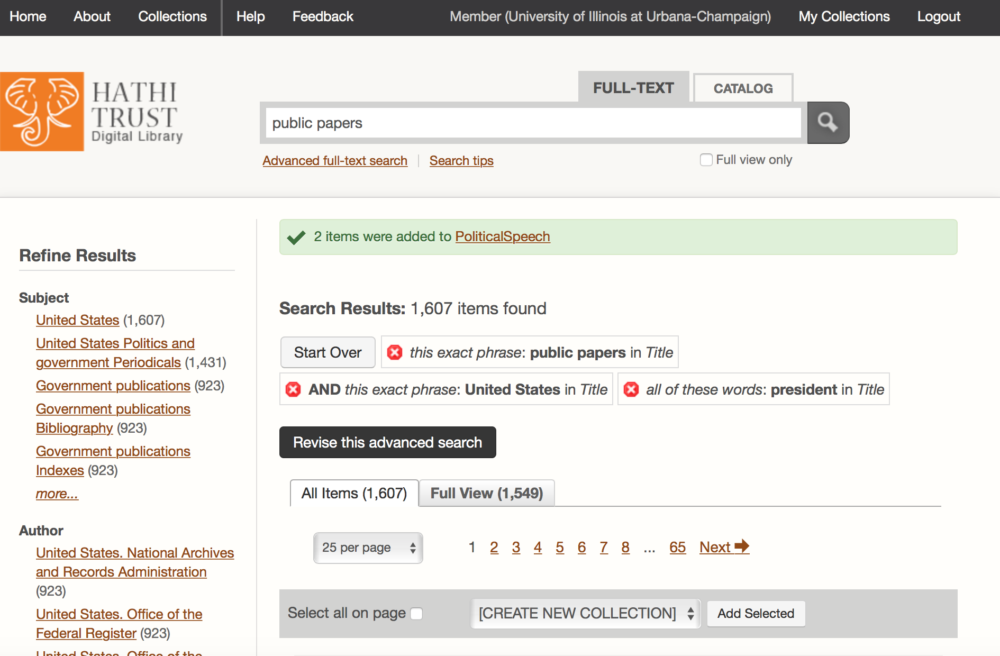 Home About Collections Help Feedback Member (University of Illinois at Urbana-Champaign) My Collections Logout
HATHI
TRUST
Digital Library
FULL-TEXT CATALOG
public papers
Advanced full-text search Search tips Full view only
2 items were added to PoliticalSpeech
Refine Results
Subject
United States (1,607)
United States Politics and
government Periodicals (1,431)
Government publications (923)
Government publications
Bibliography (923)
Government publications
Indexes (923)
more...
Author
United States. National Archives
and Records Administration
(923)
United States. Office of the
Federal Register (923)
United States. Office of the
Search Results: 1,607 items found
Start Over this exact phrase: public papers in Title
AND this exact phrase: United States in Title all of these words: president in Title
Revise this advanced search
All Items (1,607) Full View (1,549)
25 per page 1 2 3 4 5 6 7 8 ... 65 Next
Select all on page [CREATE NEW COLLECTION] Add Selected